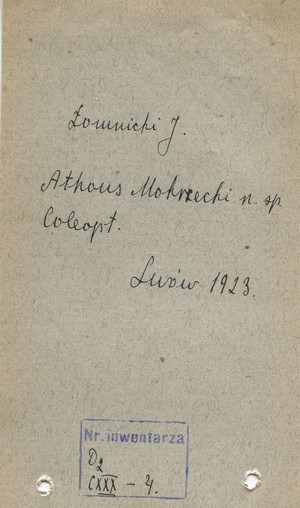 Łomnicki J.
Athous Mokrzecki n. sp.
Coleopt.
Lwów 1923.
Nr. inwentarza
D2
CXXX - 4.